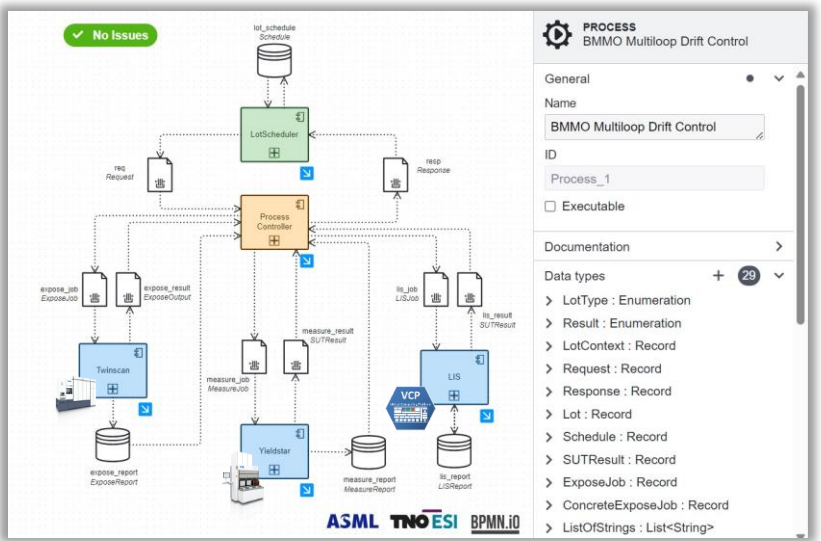 No Issues
lot_schedule
Schedule
LotScheduler
req
Request
resp
Response
Process
Controller
expose_job
ExposeJob
expose_result
ExposeOutput
lis_job
LISJob
lis_result
SUTResult
measure_result
SUTResult
Twinscan
measure_job
MeasureJob
LIS
VCP
Yieldstar
expose_report
ExposeReport
measure_report
MeasureReport
lis_report
LISReport
ASML TNO ESI BPMN.iO
PROCESS
BMMO Multiloop Drift Control
General
Name
BMMO Multiloop Drift Control
ID
Process_1
Executable
Documentation
Data types + 29
LotType : Enumeration
Result : Enumeration
LotContext : Record
Request : Record
Response : Record
Lot : Record
Schedule : Record
SUTResult : Record
ExposeJob : Record
ConcreteExposeJob : Record
ListOfStrings : List<String>